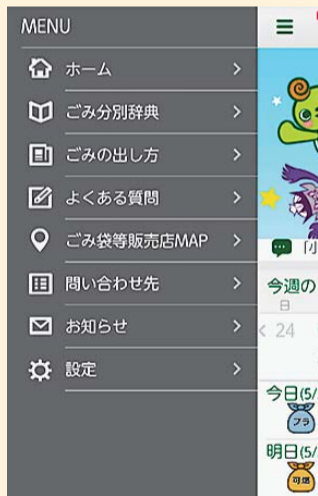 MENU
ホーム
ごみ分別辞典
ごみの出し方
よくある質問
ごみ袋等販売店MAP
問い合わせ先
お知らせ
設定
「小
今週の
日
24
今日(5/
プラ
明日(5/
可燃